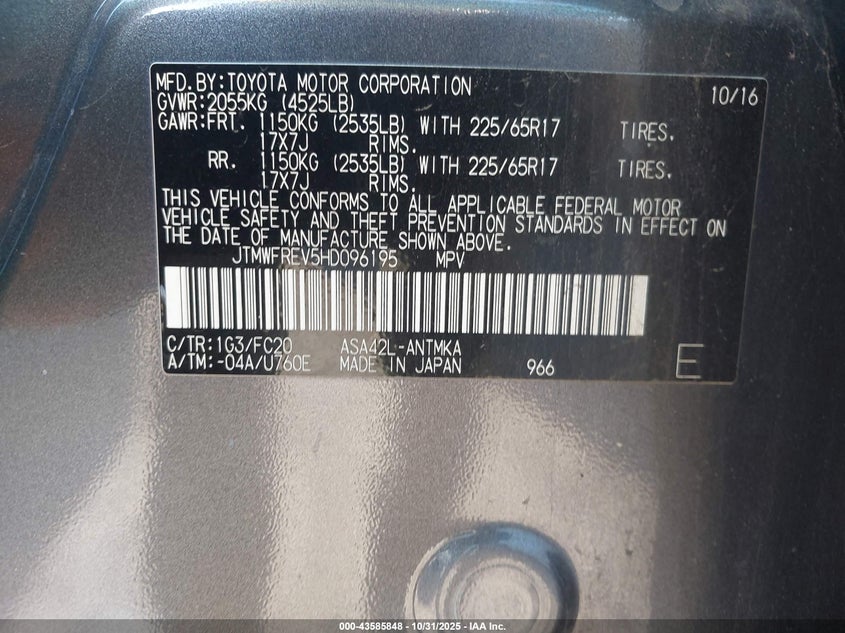 MFD.BY:TOYOTA MOTOR CORPORATION 10/16
GVWR:2055KG (4525LB)
GAWR:FRT. 1150KG (2535LB) WITH 225/65R17 TIRES.
17X7J RIMS.
RR. 1150KG (2535LB) WITH 225/65R17 TIRES.
17X7J RIMS.
THIS VEHICLE CONFORMS TO ALL APPLICABLE FEDERAL MOTOR
VEHICLE SAFETY AND THEFT PREVENTION STANDARDS IN EFFECT ON
THE DATE OF MANUFACTURE SHOWN ABOVE.
JTMWFREV5HD096195 MPV
C/TR:1G3/FC20 ASA42L-ANTMKA
A/TM:-04A/U760E MADE IN JAPAN 966 E
000-43585848 - 10/31/2025 - IAA Inc.